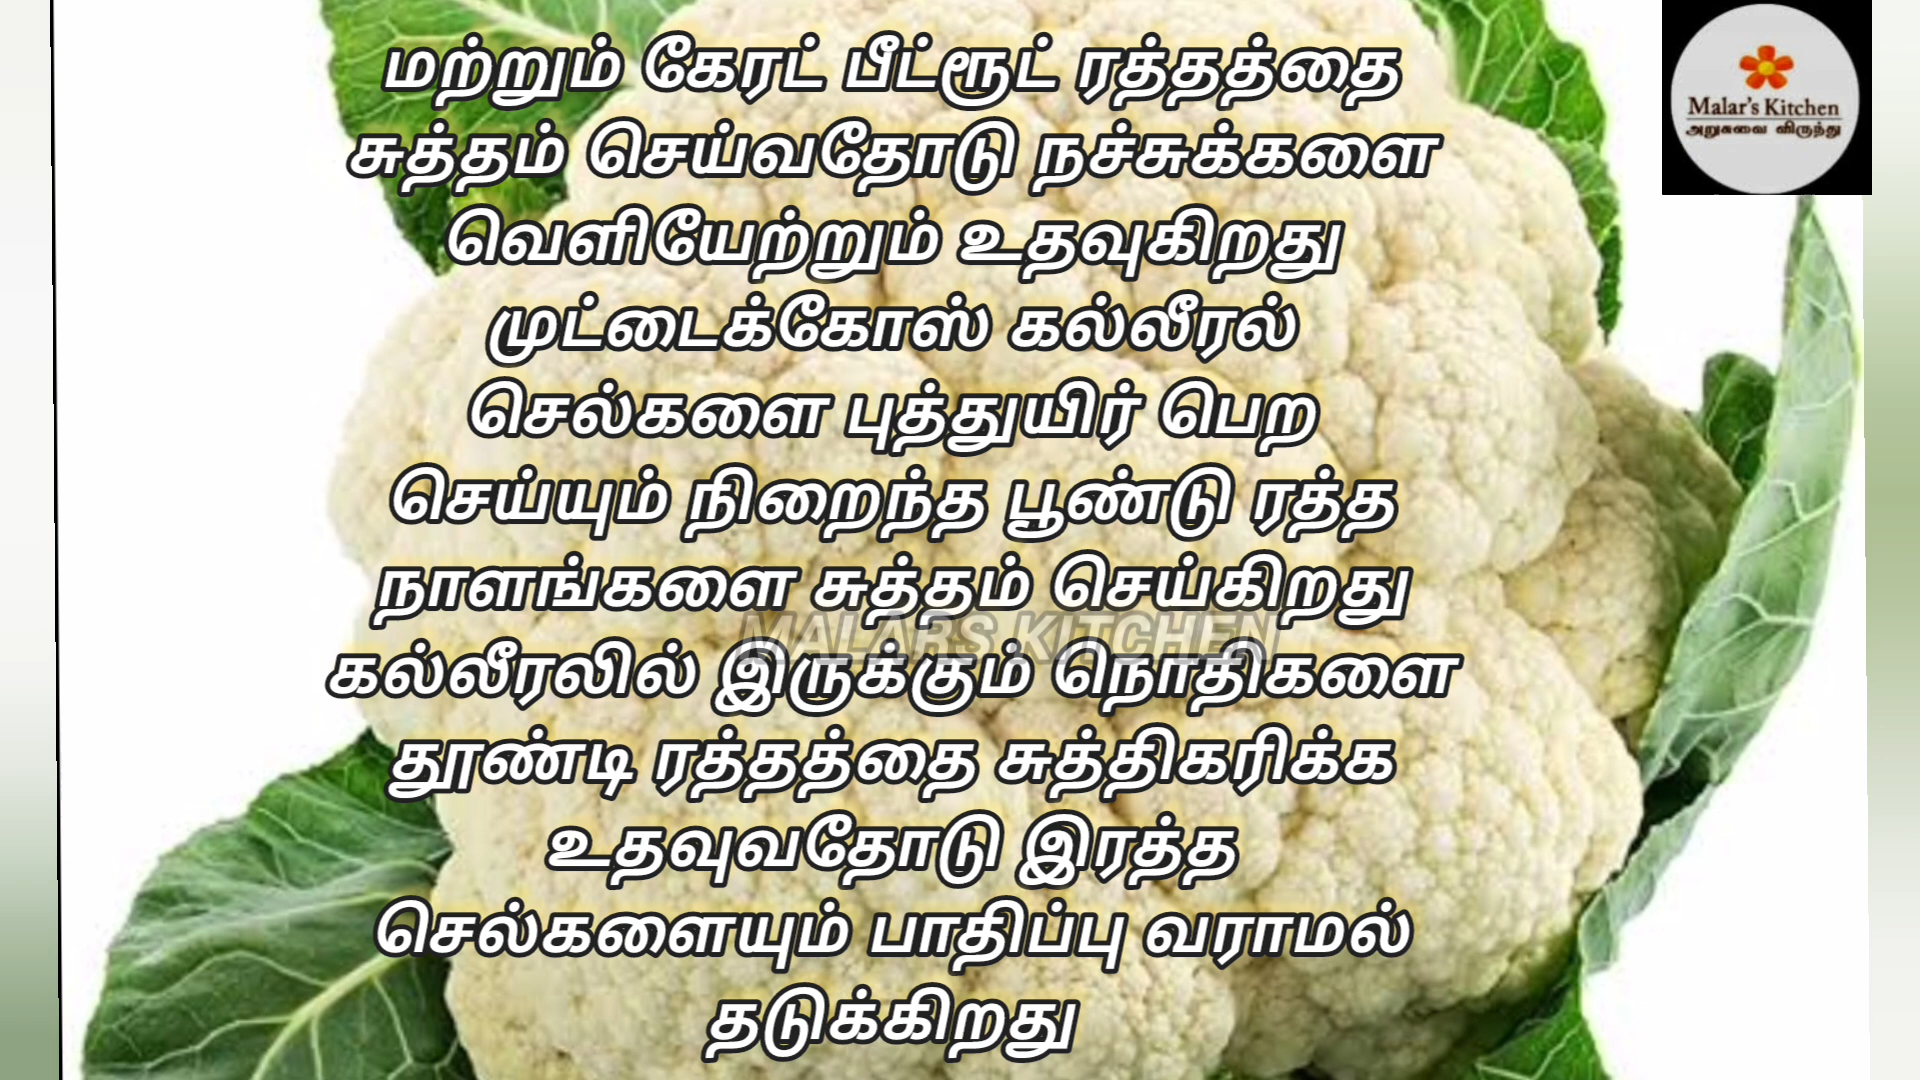 மற்றும் கேரட் பீட்ரூட் ரத்தத்தை
சுத்தம் செய்வதோடு நச்சுக்களை
வெளியேற்றும் உதவுகிறது
முட்டைக்கோஸ் கல்லீரல்
செல்களை புத்துயிர் பெற
செய்யும் நிறைந்த பூண்டு ரத்த
நாளங்களை சுத்தம் செய்கிறது
கல்லீரலில் இருக்கும் நொதிகளை
தூண்டி ரத்தத்தை சுத்திகரிக்க
உதவுவதோடு இரத்த
செல்களையும் பாதிப்பு வராமல்
தடுக்கிறது
MALARS KITCHEN
Malar's Kitchen
அறுசுவை விருந்து